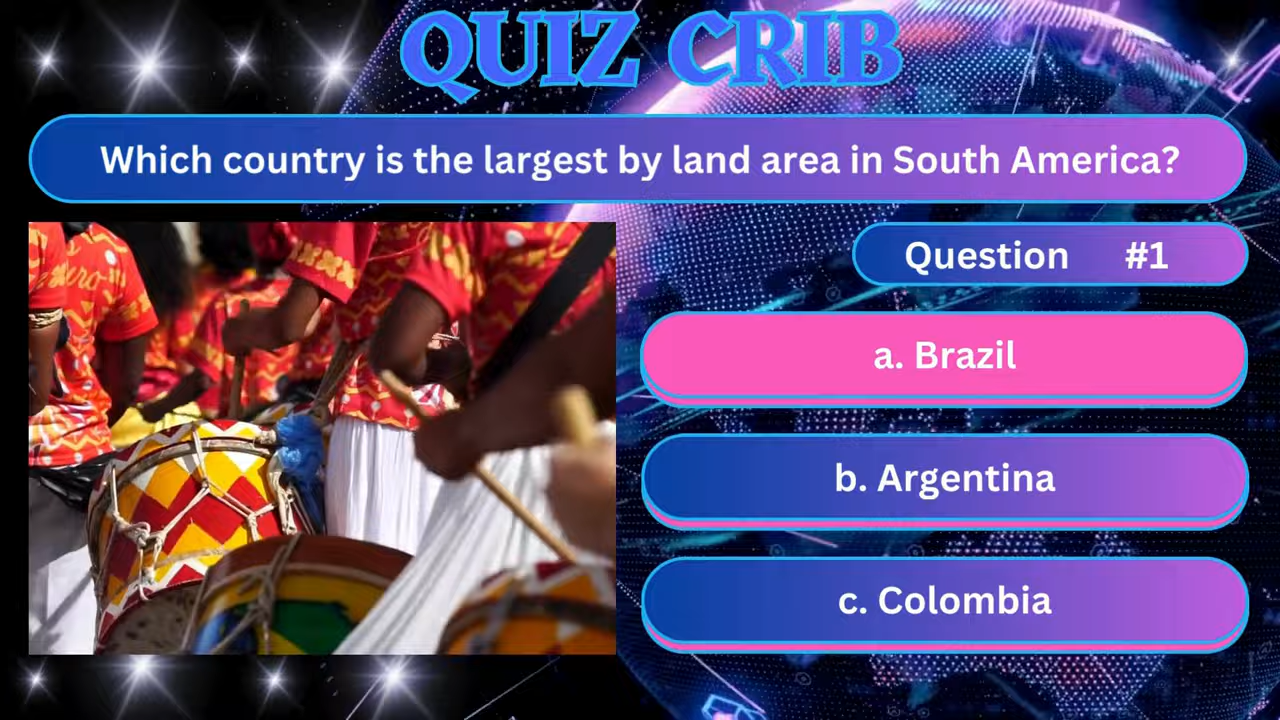 QUIZ CRIB
Which country is the largest by land area in South America?
Question #1
a. Brazil
b. Argentina
c. Colombia